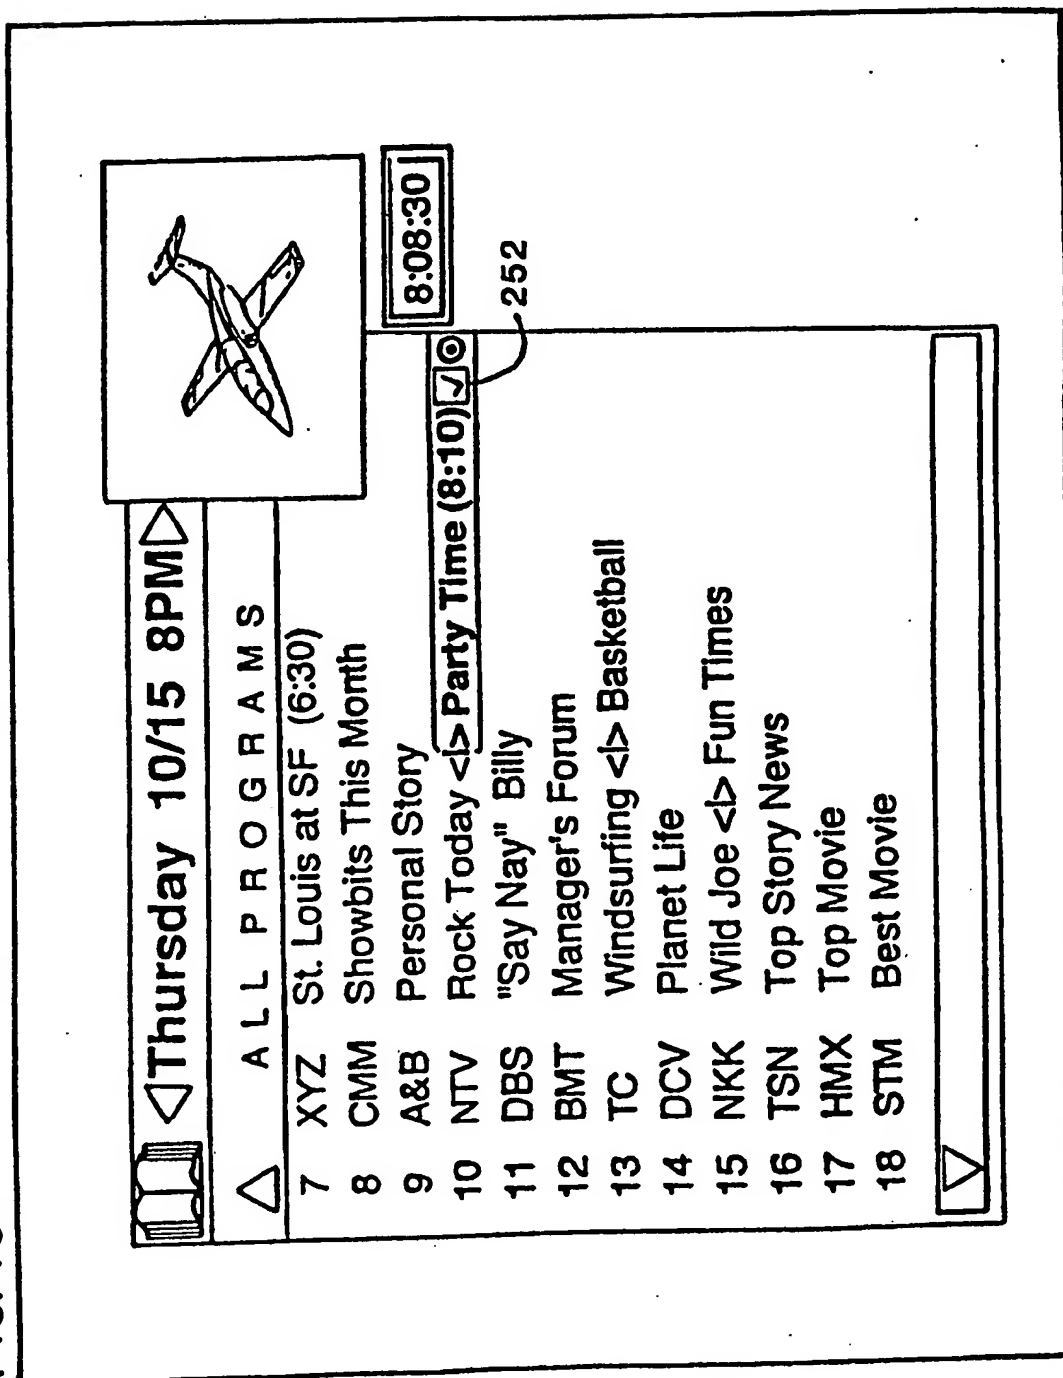 Thursday 10/15 8PM
ALL PROGRAMS
8:08:30
7 XYZ St. Louis at SF (6:30)
8 CMM Showbits This Month
9 A&B Personal Story
10 NTV Rock Today <|> Party Time (8:10)
252
11 DBS "Say Nay" Billy
12 BMT Manager's Forum
13 TC Windsurfing <|> Basketball
14 DCV Planet Life
15 NKK Wild Joe <|> Fun Times
16 TSN Top Story News
17 HMX Top Movie
18 STM Best Movie